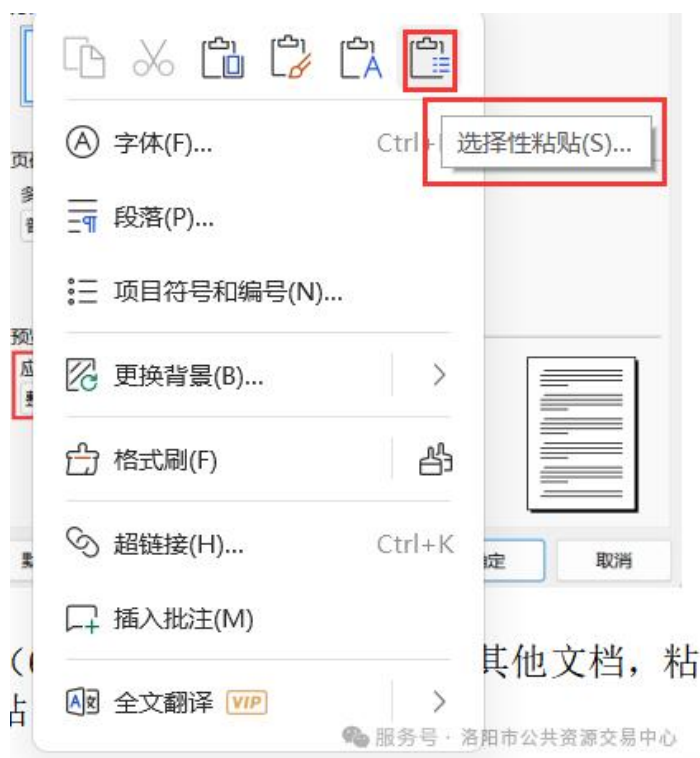 字体(F)...
Ctrl+
选择性粘贴(S)...
段落(P)...
项目符号和编号(N)...
更换背景(B)...
格式刷(F)
超链接(H)...
Ctrl+K
取消
插入批注(M)
其他文档，粘
全文翻译
VIP
服务号 · 洛阳市公共资源交易中心